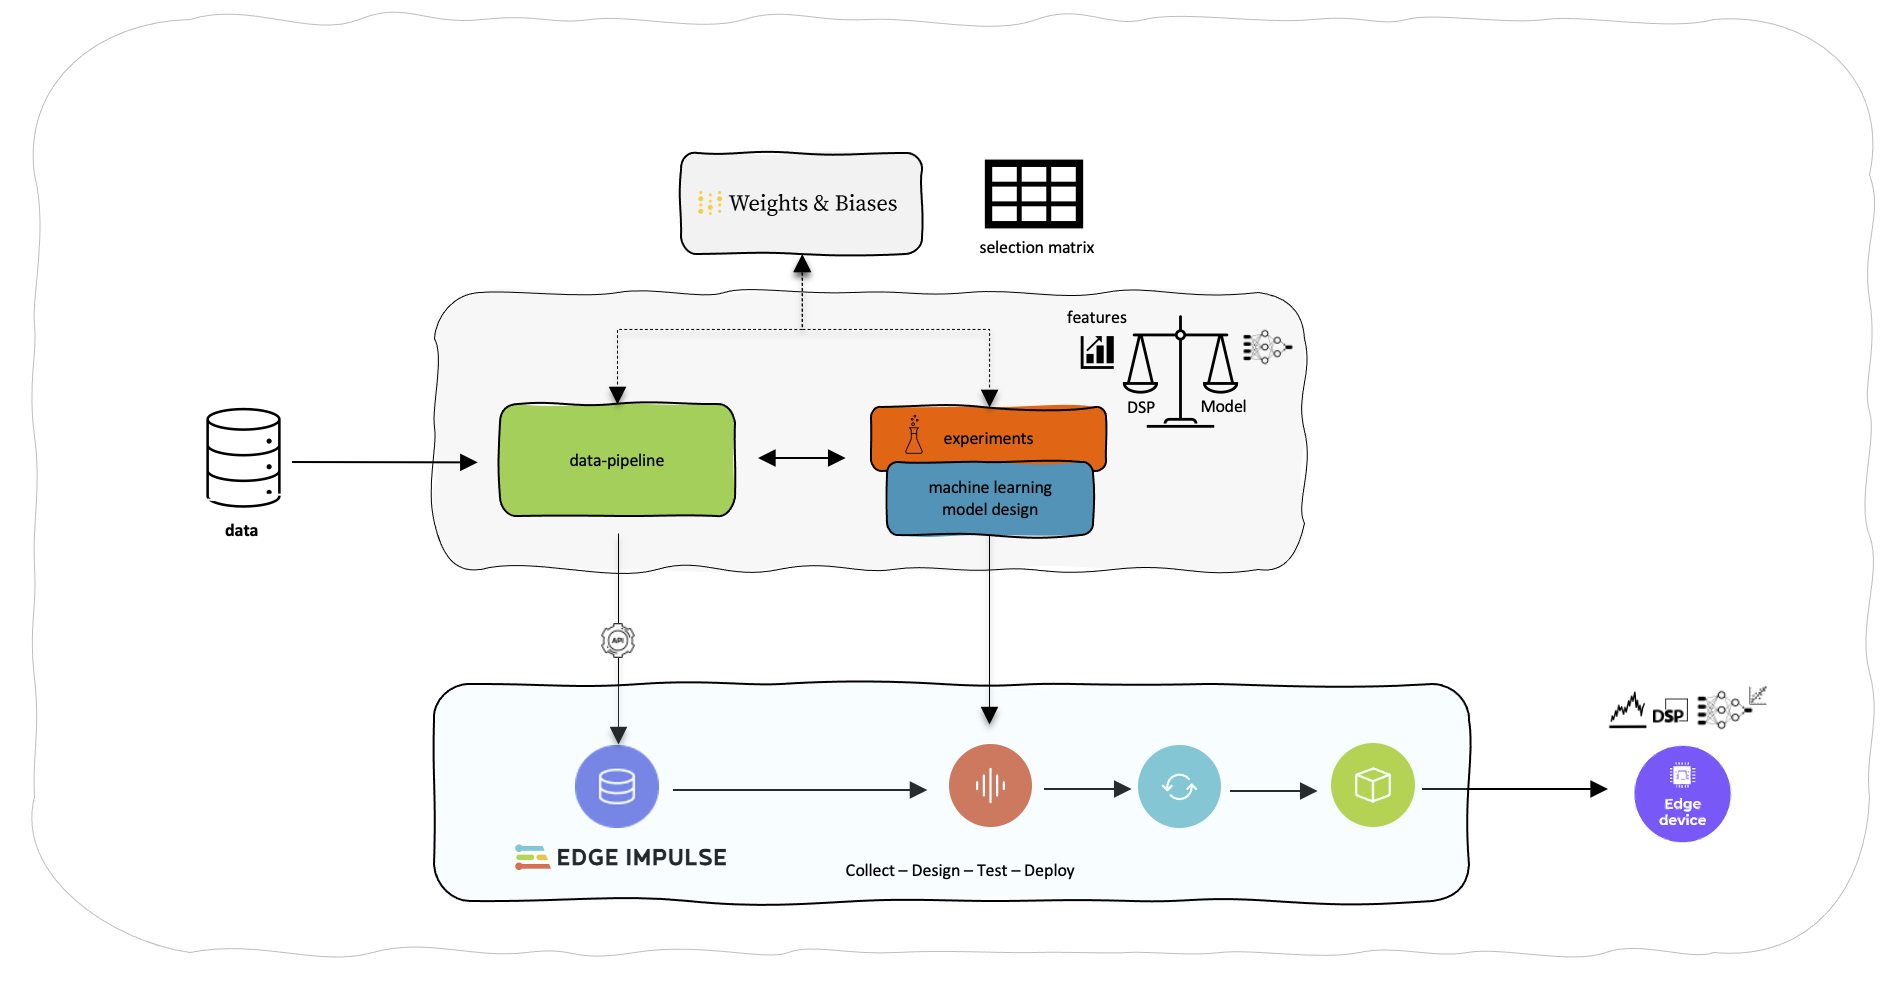 Weights & Biases
selection matrix
features
DSP
Model
experiments
data-pipeline
machine learning
model design
data
API
DSP
Edge
device
EDGE IMPULSE
Collect – Design – Test – Deploy